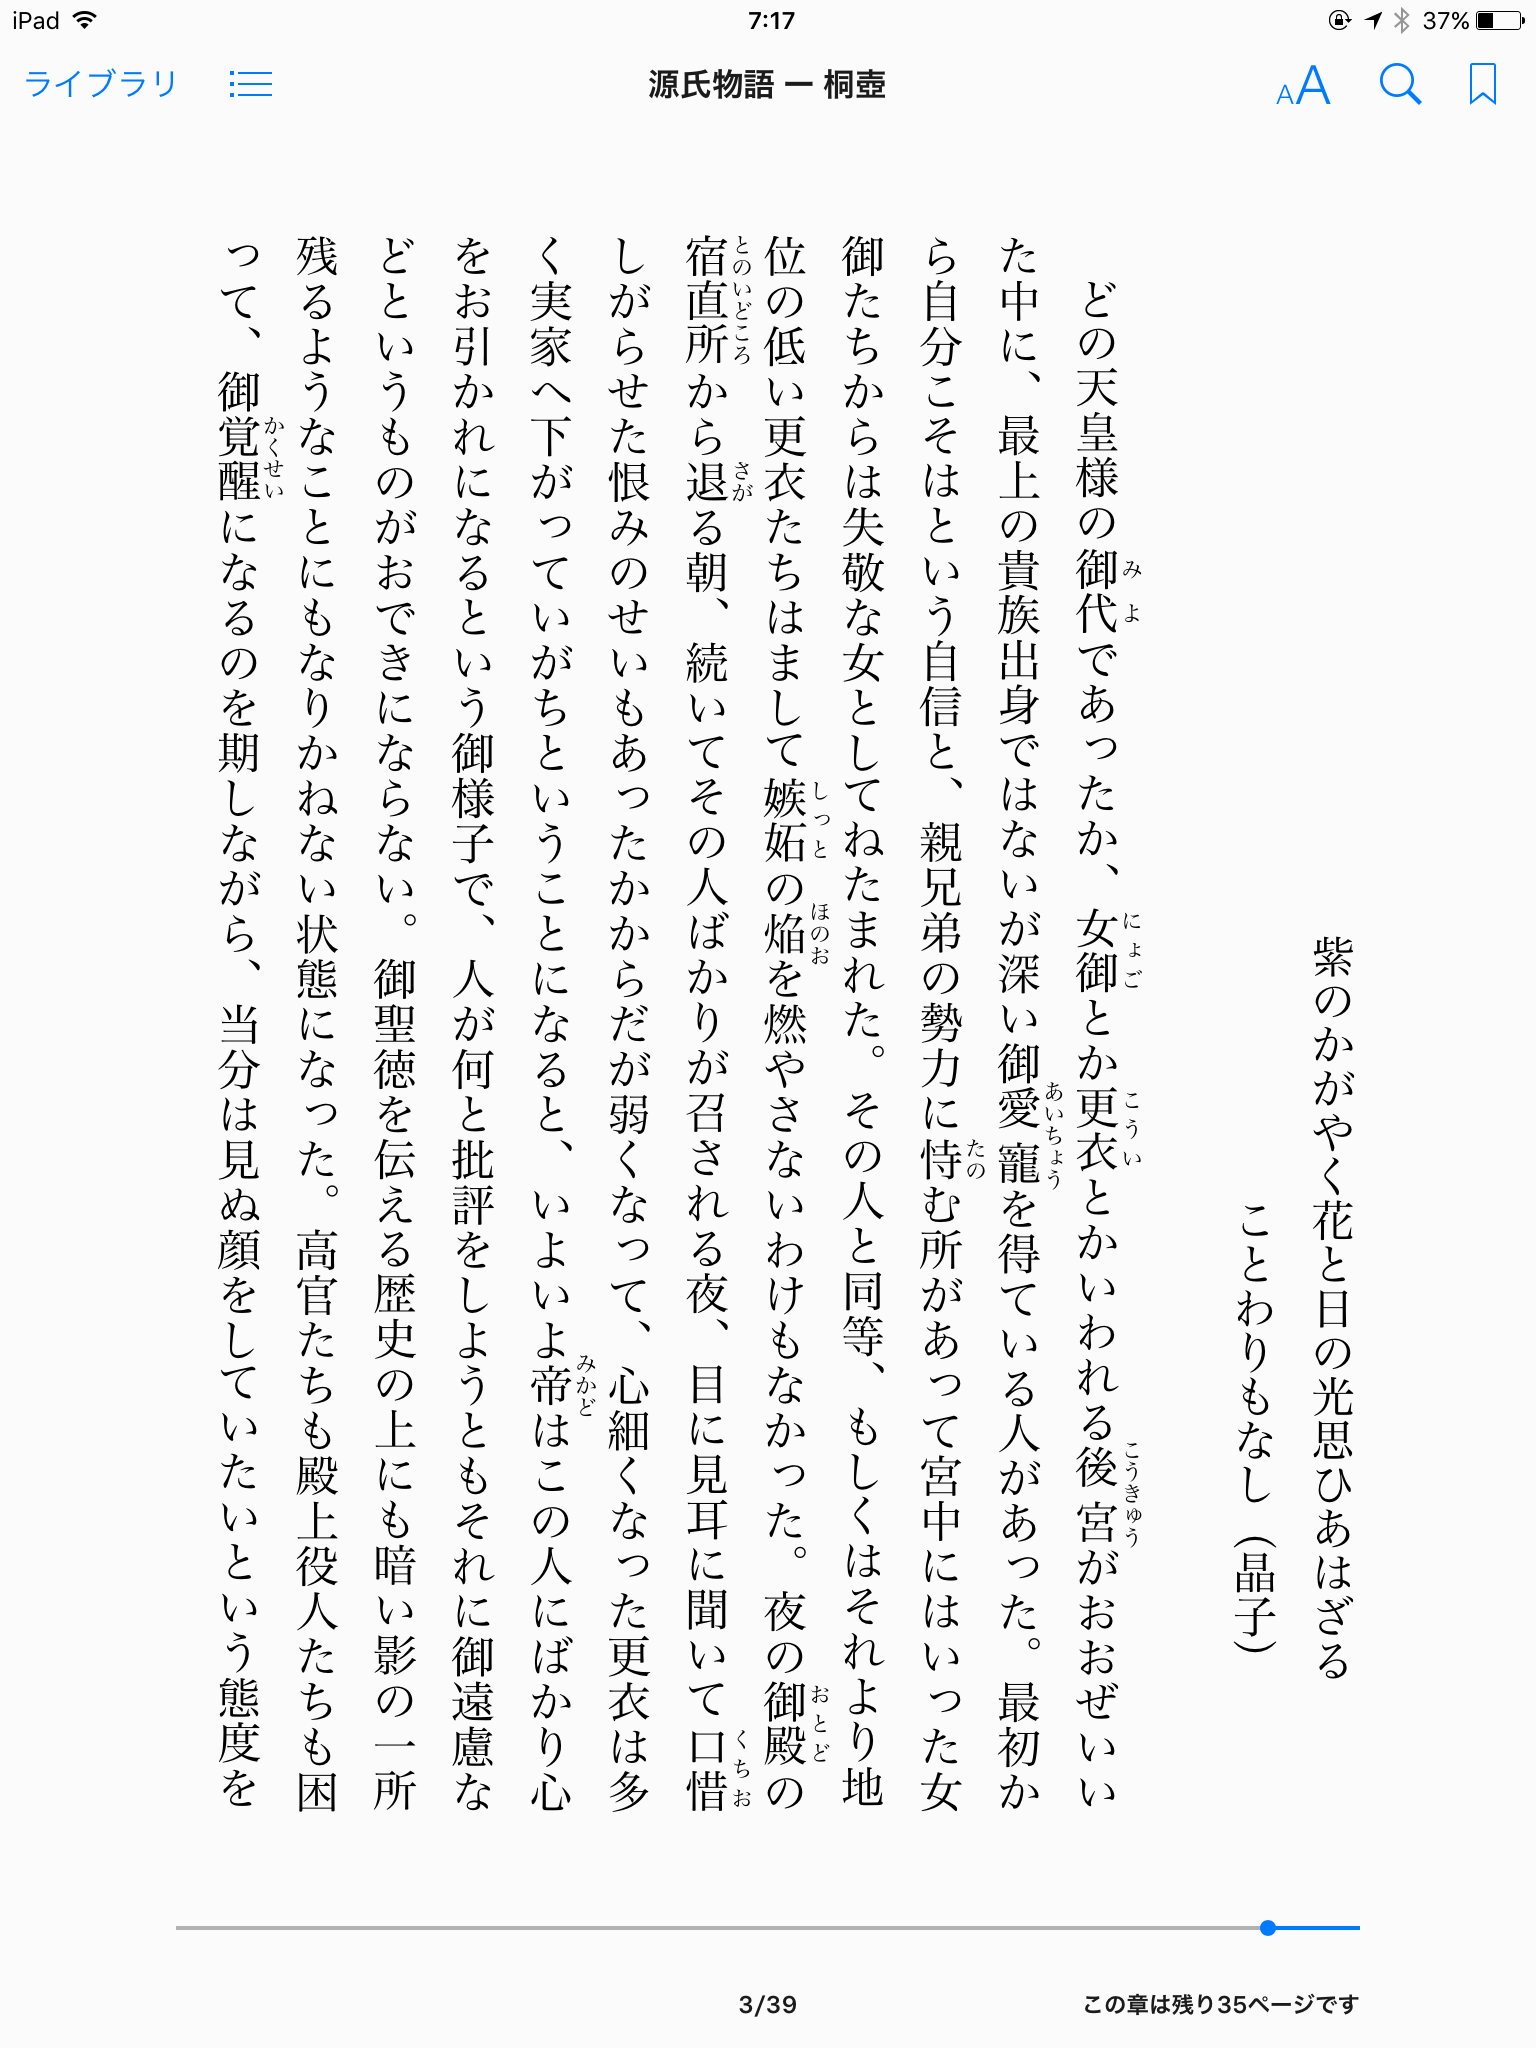 iPad 7:17 37%
ライブラリ 源氏物語 一 桐壺 AA
紫のかがやく花と日の光思ひあはざる
ことわりもなし（晶子）
どの天皇様の御代であったか、女御とか更衣とかいわれる後宮がおおぜいい
みよ にょご こうい こうきゅう
た中に、最上の貴族出身ではないが深い御愛寵を得ている人があった。最初か
あいちょう
ら自分こそはという自信と、親兄弟の勢力に恃む所があって宮中にはいった女
たの
御たちからは失敬な女としてねたまれた。その人と同等、もしくはそれより地
位の低い更衣たちはまして嫉妬の焔を燃やさないわけもなかった。夜の御殿の
しっと ほのお おとど
宿直所から退る朝、続いてその人ばかりが召される夜、目に見耳に聞いて口惜
とのいどころ さが くちお
しがらせた恨みのせいもあったかからだが弱くなって、心細くなった更衣は多
く実家へ下がっていがちということになると、いよいよ帝はこの人にばかり心
みかど
をお引かれになるという御様子で、人が何と批評をしようともそれに御遠慮な
どというものがおできにならない。御聖徳を伝える歴史の上にも暗い影の一所
残るようなことにもなりかねない状態になった。高官たちも殿上役人たちも困
って、御覚醒になるのを期しながら、当分は見ぬ顔をしていたいという態度を
かくせい
3/39 この章は残り35ページです